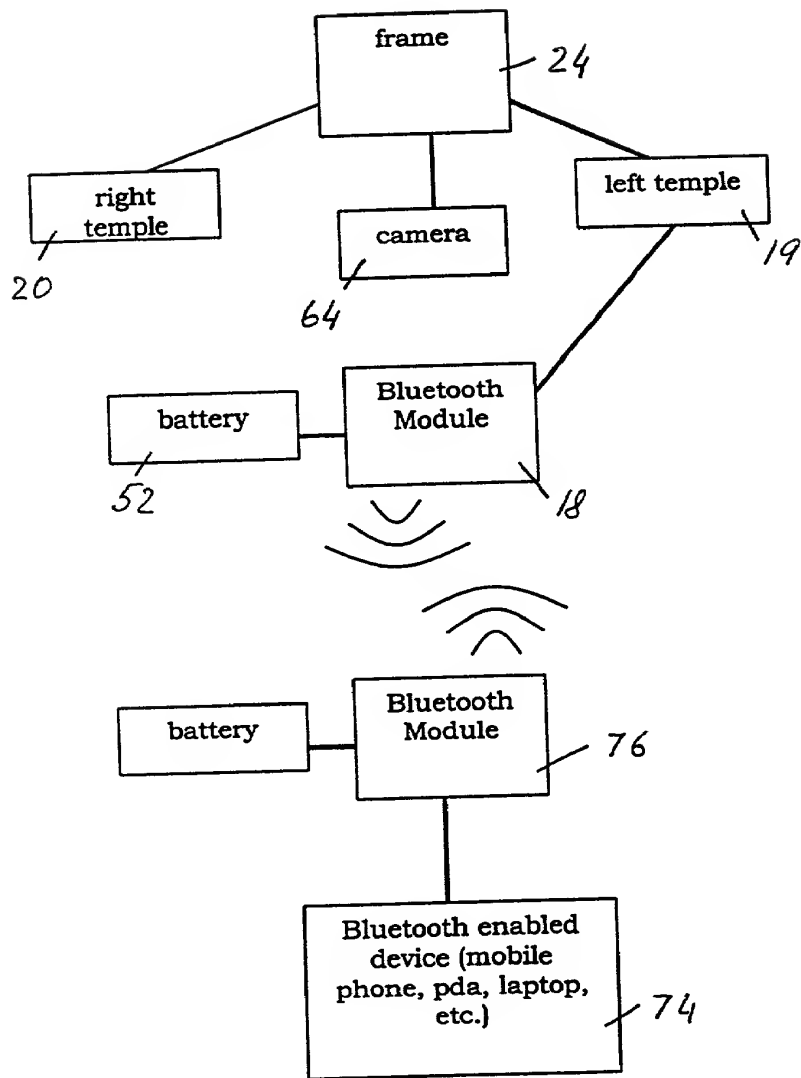 frame
24
right
temple
20
camera
64
left temple
19
battery
52
Bluetooth
Module
18
battery
Bluetooth
Module
76
Bluetooth enabled
device (mobile
phone, pda, laptop,
etc.)
74